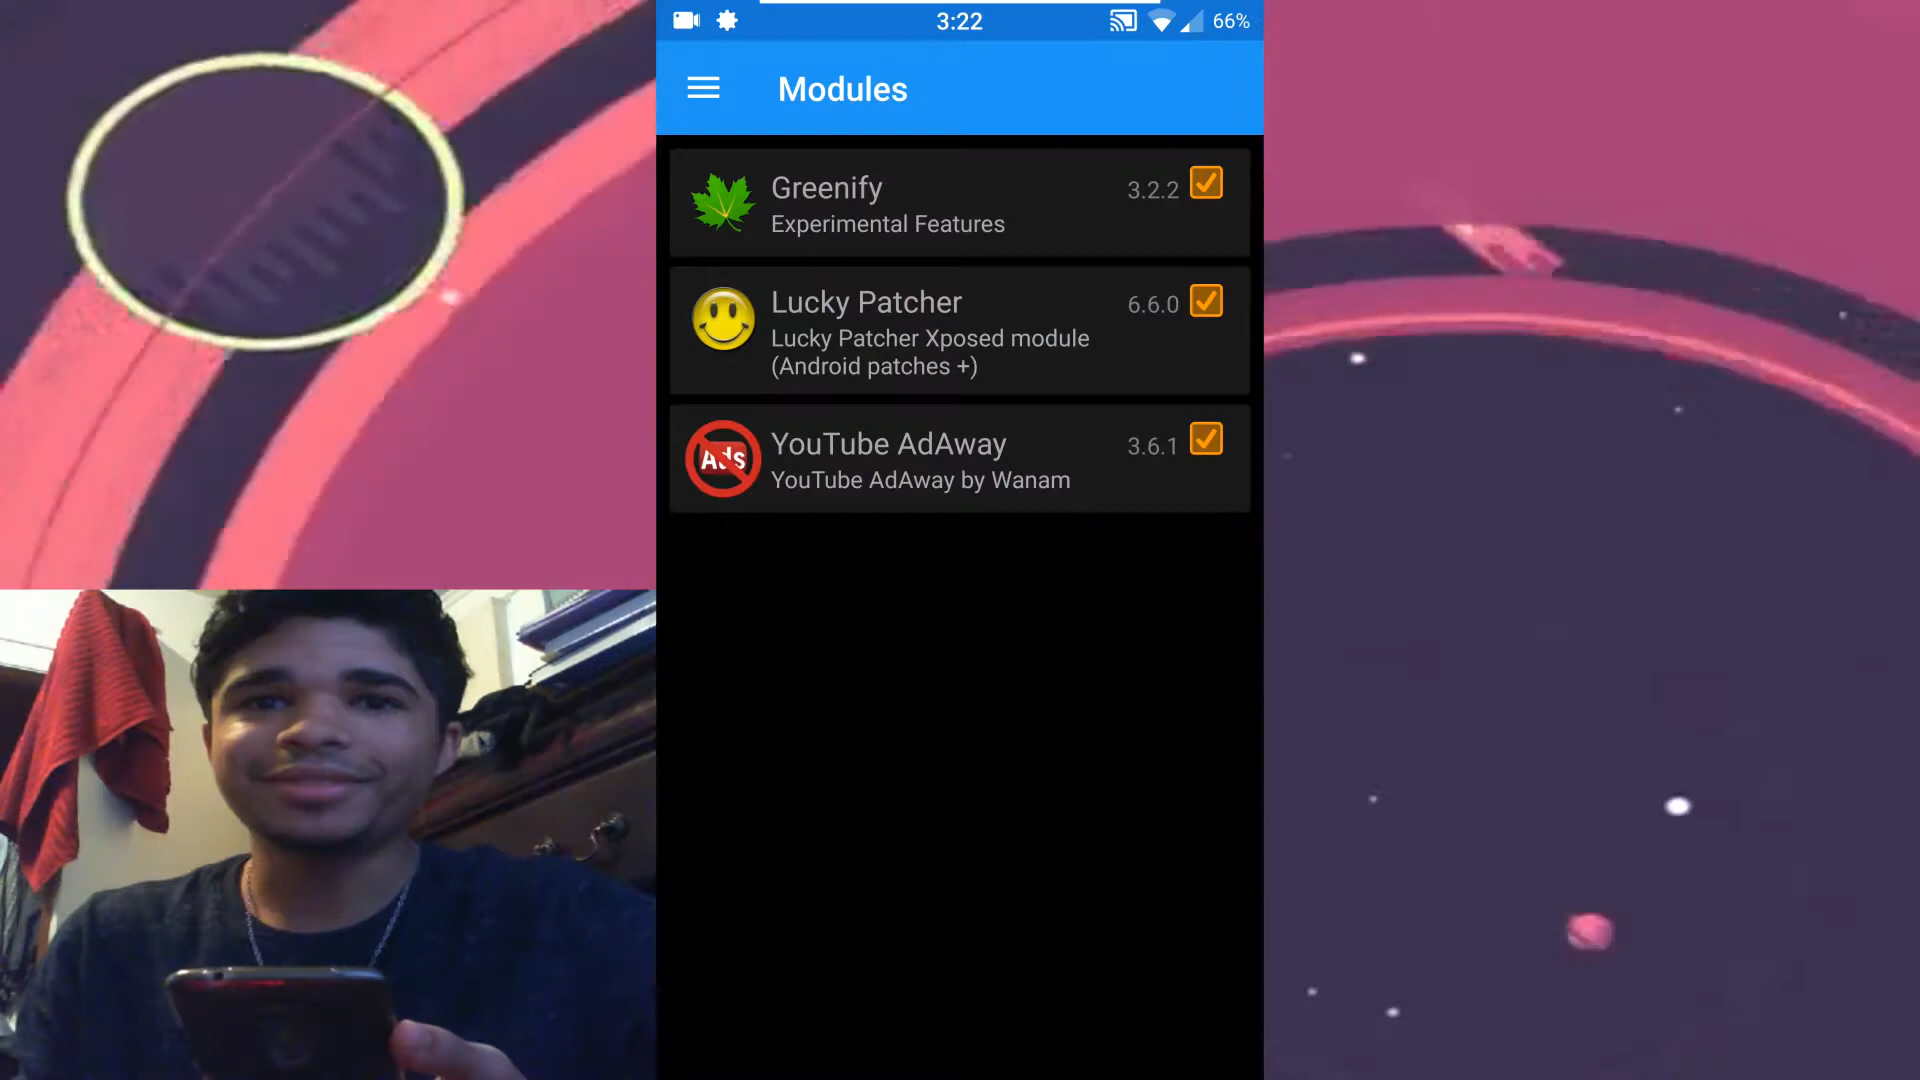 3:22
66%
Modules
Greenify
3.2.2
Experimental Features
Lucky Patcher
6.6.0
Lucky Patcher Xposed module
(Android patches +)
Ads
YouTube AdAway
3.6.1
YouTube AdAway by Wanam